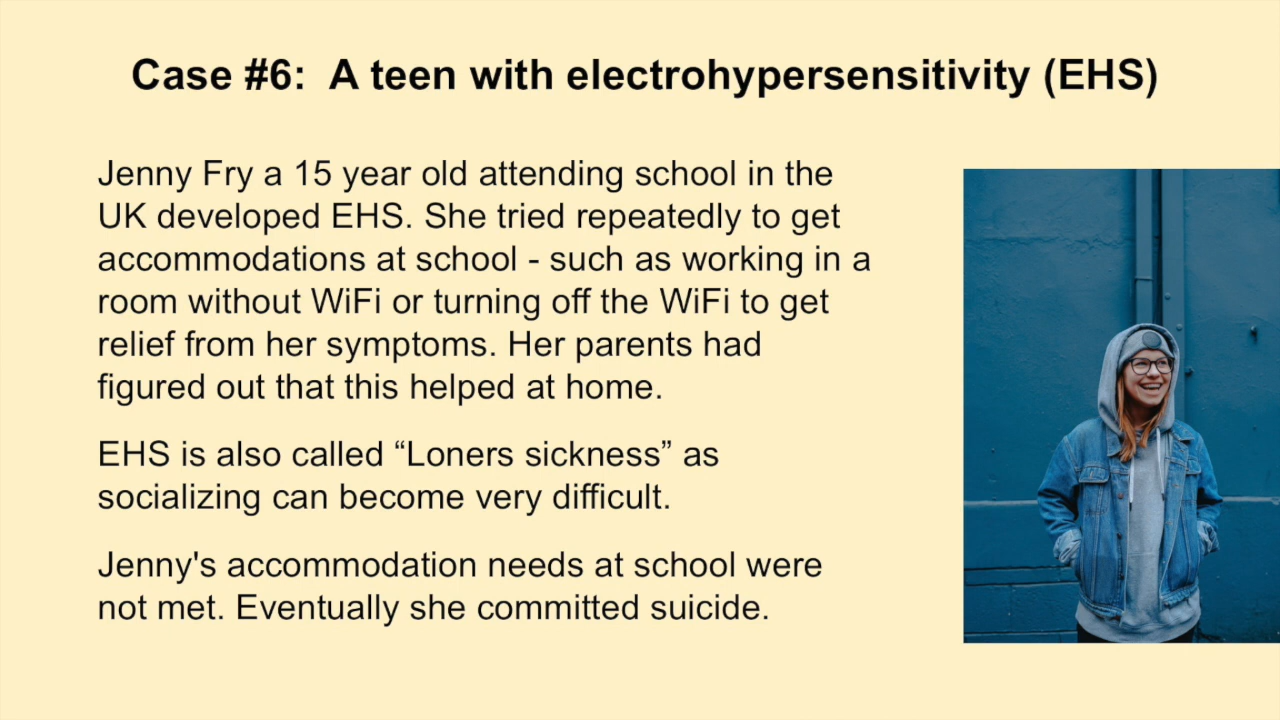 Case #6:  A teen with electrohypersensitivity (EHS)
Jenny Fry a 15 year old attending school in the
UK developed EHS. She tried repeatedly to get
accommodations at school - such as working in a
room without WiFi or turning off the WiFi to get
relief from her symptoms. Her parents had
figured out that this helped at home.
EHS is also called “Loners sickness” as
socializing can become very difficult.
Jenny's accommodation needs at school were
not met. Eventually she committed suicide.